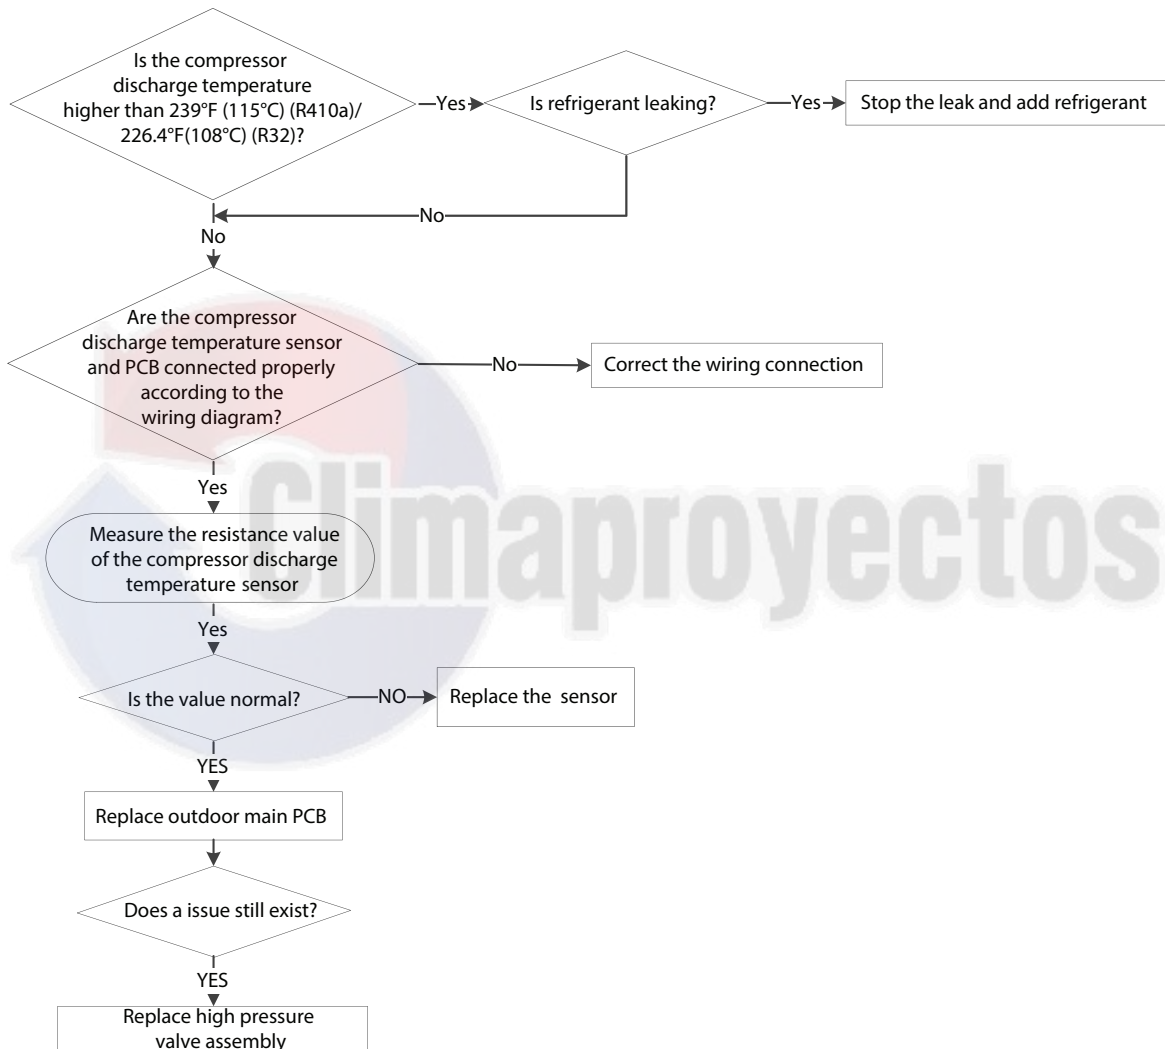 Is the compressor
discharge temperature
higher than 239°F (115°C) (R410a)/
226.4°F(108°C) (R32)?
Yes
Is refrigerant leaking?
Yes
Stop the leak and add refrigerant
No
No
Are the compressor
discharge temperature sensor
and PCB connected properly
according to the
wiring diagram?
No
Correct the wiring connection
Yes
Climaproyectos
Measure the resistance value
of the compressor discharge
temperature sensor
Yes
Is the value normal?
NO
Replace the sensor
YES
Replace outdoor main PCB
Does a issue still exist?
YES
Replace high pressure
valve assembly